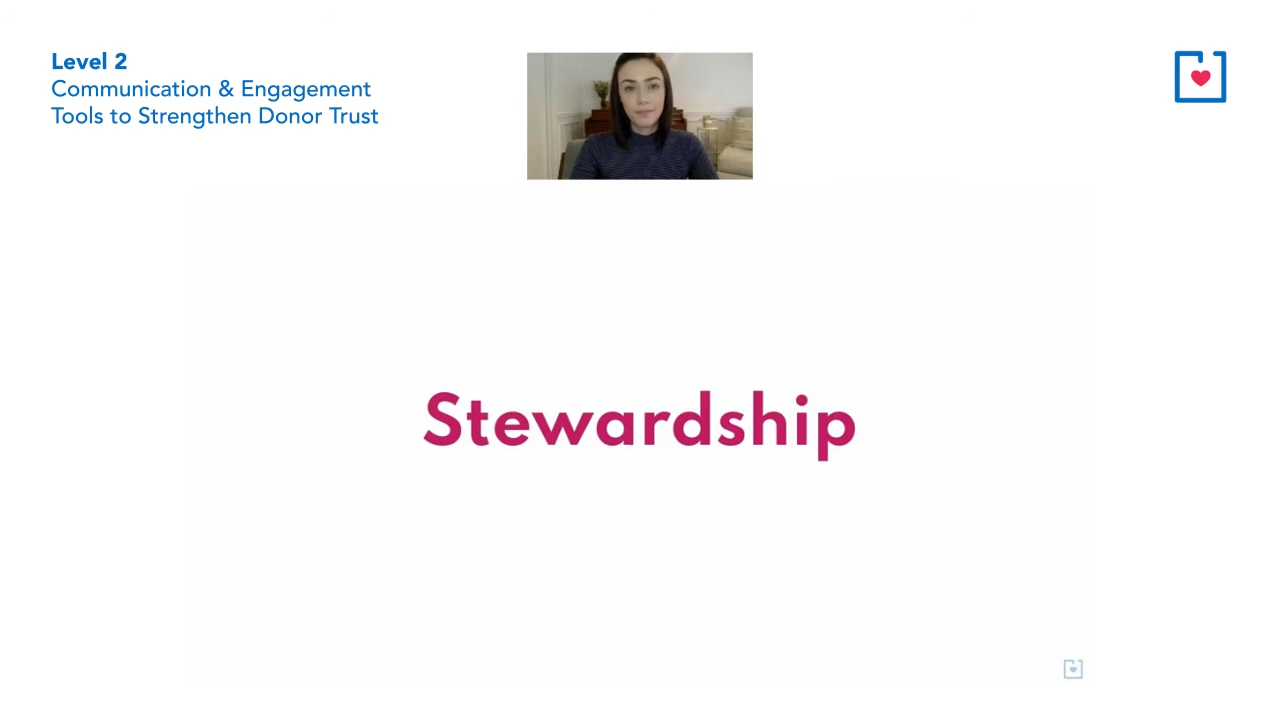 Level 2
Communication & Engagement
Tools to Strengthen Donor Trust
Stewardship